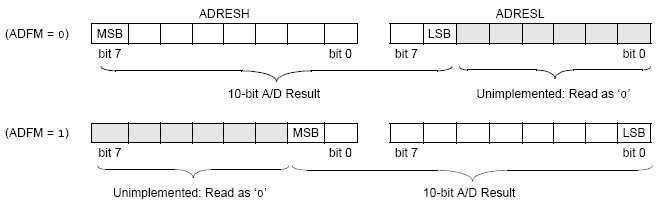 ADRESH ADRESL
(ADFM = 0) MSB LSB
bit 7 bit 0 bit 7 bit 0
10-bit A/D Result Unimplemented: Read as ‘0’
(ADFM = 1) MSB LSB
bit 7 bit 0 bit 7 bit 0
Unimplemented: Read as ‘0’ 10-bit A/D Result